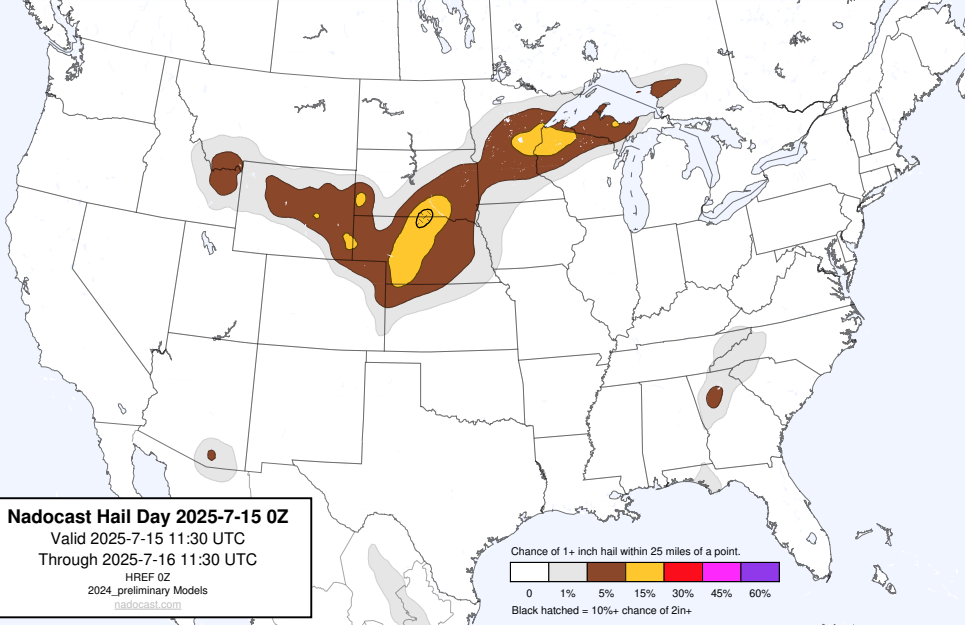 Nadocast Hail Day 2025-7-15 0Z
Valid 2025-7-15 11:30 UTC
Through 2025-7-16 11:30 UTC
HREF 0Z
2024_preliminary Models
nadocast.com
Chance of 1+ inch hail within 25 miles of a point.
0 1% 5% 15% 30% 45% 60%
Black hatched = 10%+ chance of 2in+